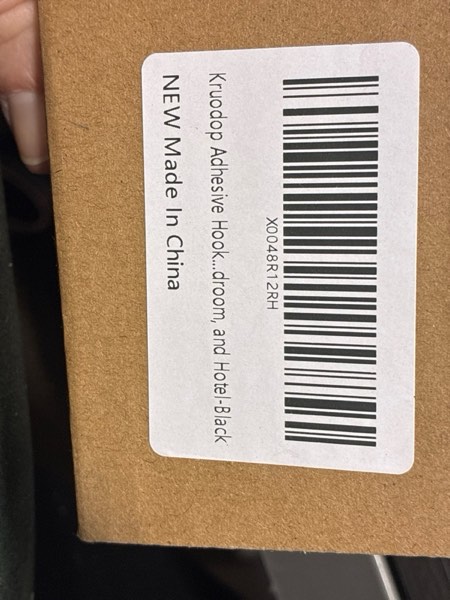 X0048R12RH
Kruodop Adhesive Hook...droom, and Hotel-Black
NEW Made In China